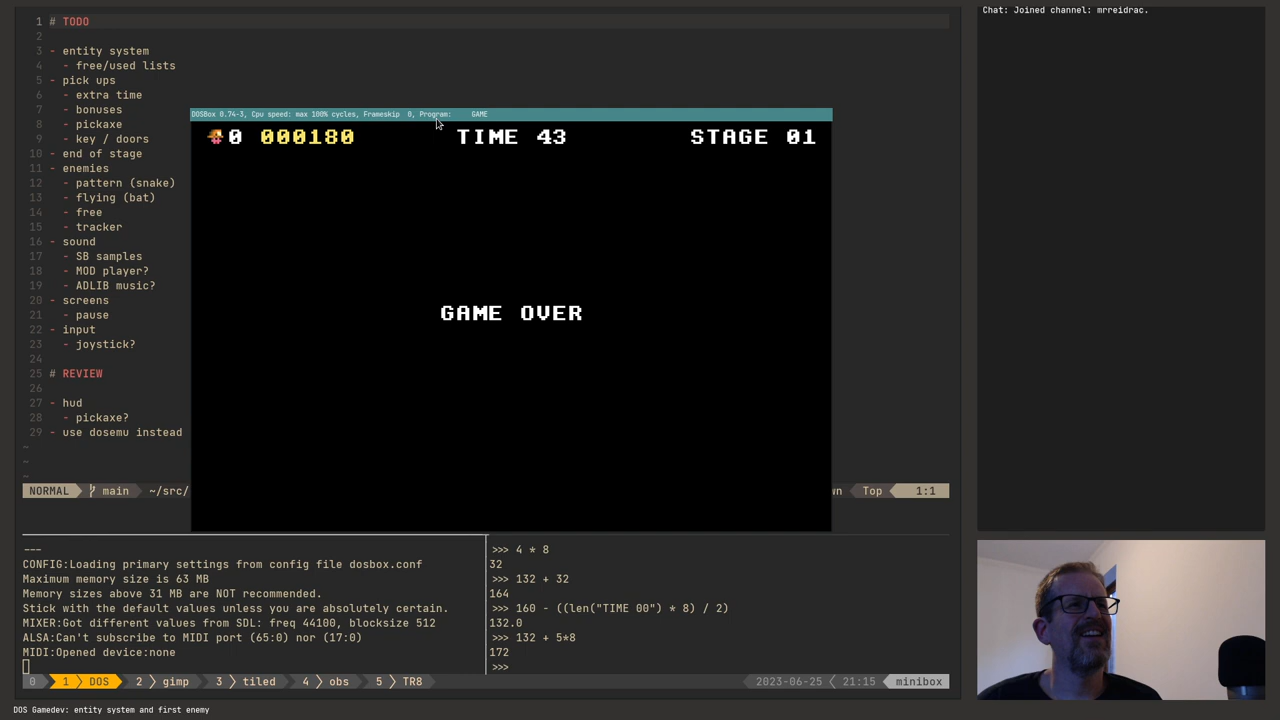 Chat: Joined channel: mrreidrac.
1 # TODO
2
3 - entity system
4 - free/used lists
5 - pick ups
6 - extra time
7 - bonuses
8 - pickaxe
9 - key / doors
10 - end of stage
11 - enemies
12 - pattern (snake)
13 - flying (bat)
14 - free
15 - tracker
16 - sound
17 - SB samples
18 - MOD player?
19 - ADLIB music?
20 - screens
21 - pause
22 - input
23 - joystick?
24
25 # REVIEW
26
27 - hud
28 - pickaxe?
29 - use dosemu instead
~
~
~
DOSBox 0.74-3, Cpu speed: max 100% cycles, Frameskip 0, Program: GAME
0 000180 TIME 43 STAGE 01
GAME OVER
NORMAL main ~/src/ wn Top 1:1
---
CONFIG:Loading primary settings from config file dosbox.conf
Maximum memory size is 63 MB
Memory sizes above 31 MB are NOT recommended.
Stick with the default values unless you are absolutely certain.
MIXER:Got different values from SDL: freq 44100, blocksize 512
ALSA:Can't subscribe to MIDI port (65:0) nor (17:0)
MIDI:Opened device:none
>>> 4 * 8
32
>>> 132 + 32
164
>>> 160 - ((len("TIME 00") * 8) / 2)
132.0
>>> 132 + 5*8
172
>>>
0 1 DOS 2 gimp 3 tiled 4 obs 5 TR8 2023-06-25 21:15 minibox
DOS Gamedev: entity system and first enemy